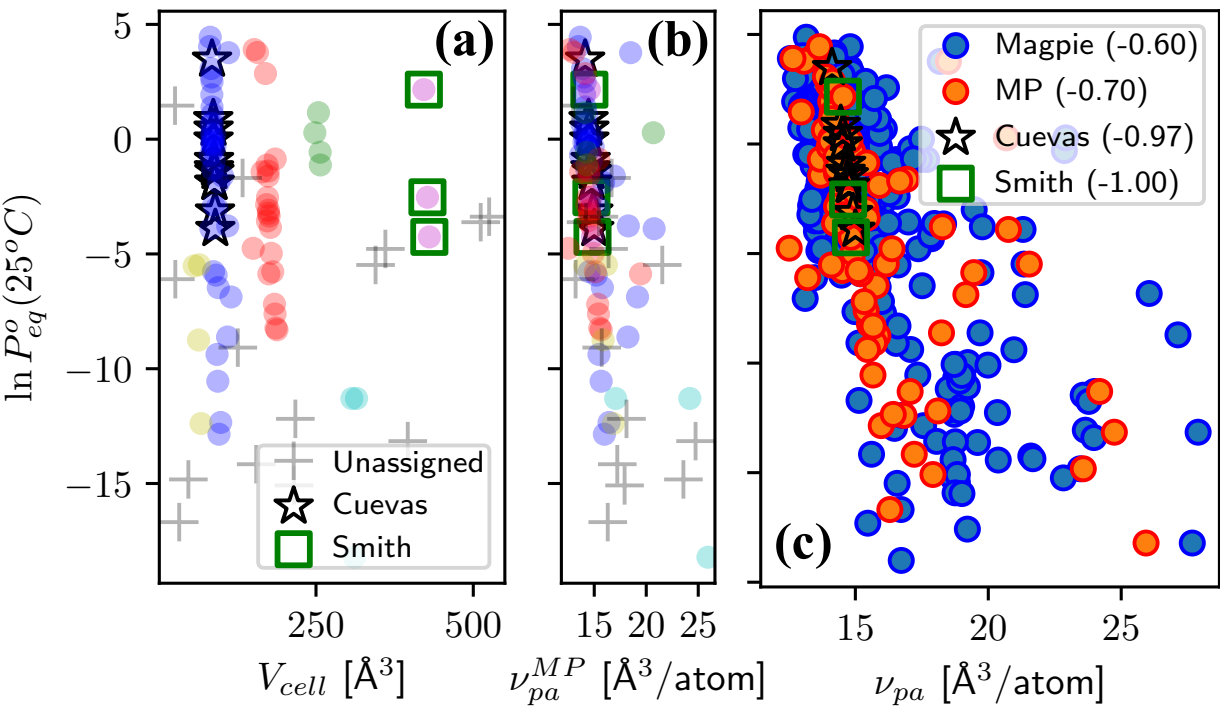 (a)
(b)
(c)
5
0
−5
−10
−15
ln P^o_eq(25^oC)
Unassigned
Cuevas
Smith
Magpie (-0.60)
MP (-0.70)
Cuevas (-0.97)
Smith (-1.00)
250 500
15 20 25
15 20 25
V_cell [Å^3]
ν^MP_pa [Å^3/atom]
ν_pa [Å^3/atom]